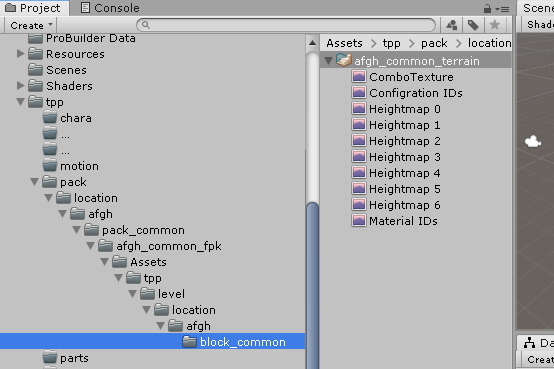 Project
Console
Create
ProBuilder Data
Resources
Scenes
Shaders
tpp
chara
...
...
motion
pack
location
afgh
pack_common
afgh_common_fpk
Assets
tpp
level
location
afgh
block_common
parts
Assets > tpp > pack > location
afgh_common_terrain
ComboTexture
Configration IDs
Heightmap 0
Heightmap 1
Heightmap 2
Heightmap 3
Heightmap 4
Heightmap 5
Heightmap 6
Material IDs
Scene
Shade
Da
Creat